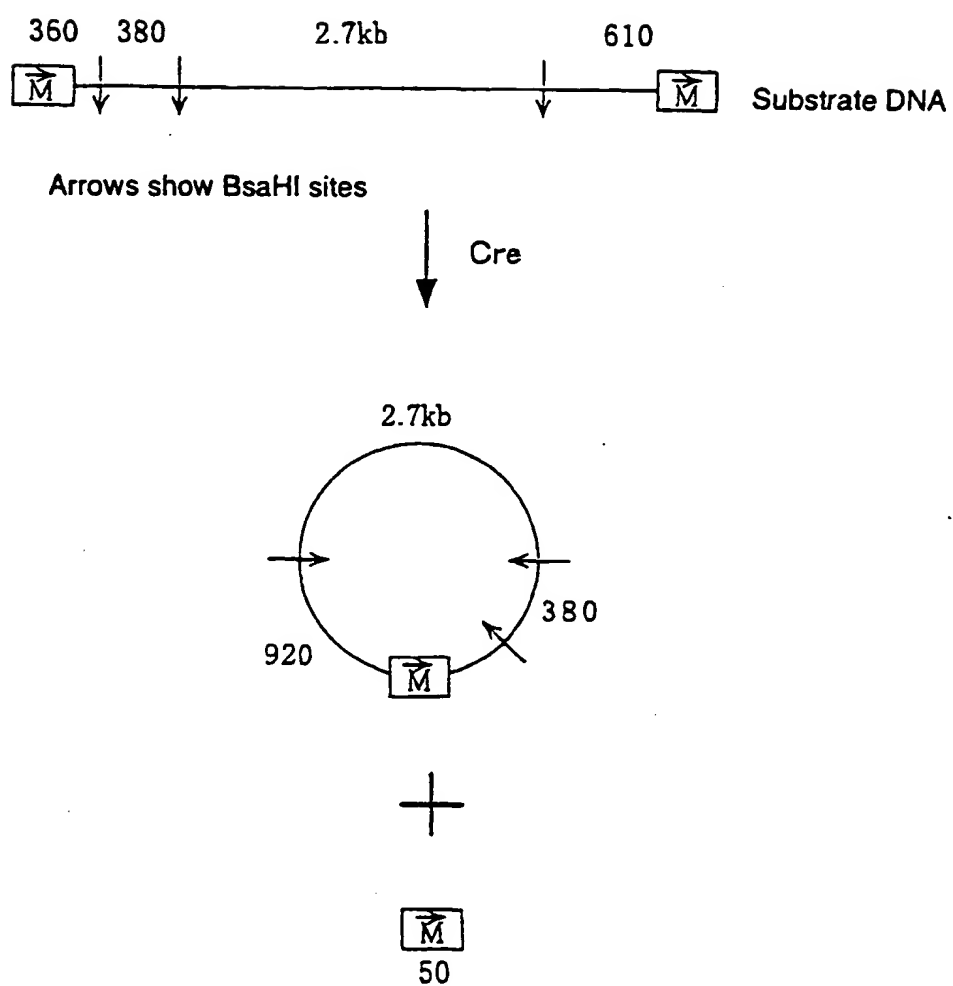 360 380 2.7kb 610
M M Substrate DNA
Arrows show BsaHI sites
Cre
2.7kb
380
920
M
M
50